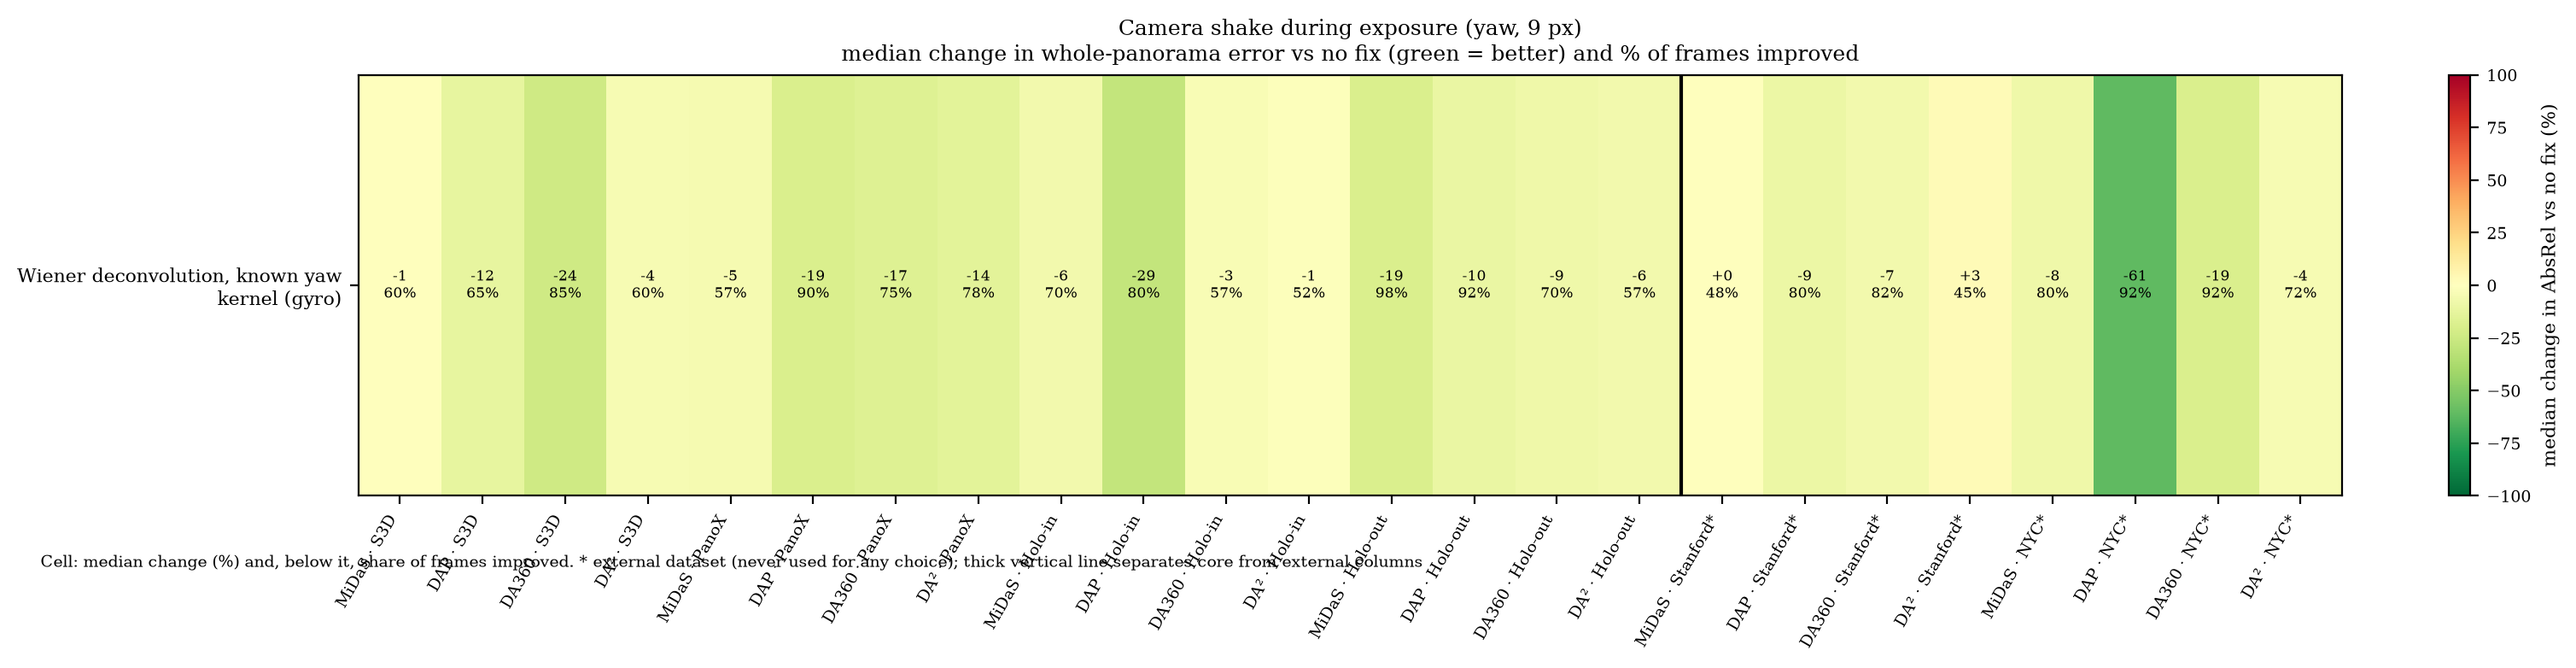 Camera shake during exposure (yaw, 9 px)
median change in whole-panorama error vs no fix (green = better) and % of frames improved
Wiener deconvolution, known yaw
kernel (gyro)
-1 -12 -24 -4 -5 -19 -17 -14 -6 -29 -3 -1 -19 -10 -9 -6 +0 -9 -7 +3 -8 -61 -19 -4
60% 65% 85% 60% 57% 90% 75% 78% 70% 80% 57% 52% 98% 92% 70% 57% 48% 80% 82% 45% 80% 92% 92% 72%
MiDaS · S3D
DAP · S3D
DA360 · S3D
DA² · S3D
MiDaS · PanoX
DAP · PanoX
DA360 · PanoX
DA² · PanoX
MiDaS · Holo-in
DAP · Holo-in
DA360 · Holo-in
DA² · Holo-in
MiDaS · Holo-out
DAP · Holo-out
DA360 · Holo-out
DA² · Holo-out
MiDaS · Stanford*
DAP · Stanford*
DA360 · Stanford*
DA² · Stanford*
MiDaS · NYC*
DAP · NYC*
DA360 · NYC*
DA² · NYC*
Cell: median change (%) and, below it, share of frames improved. * external dataset (never used for any choice); thick vertical line separates core from external columns
100
75
50
25
0
−25
−50
−75
−100
median change in AbsRel vs no fix (%)